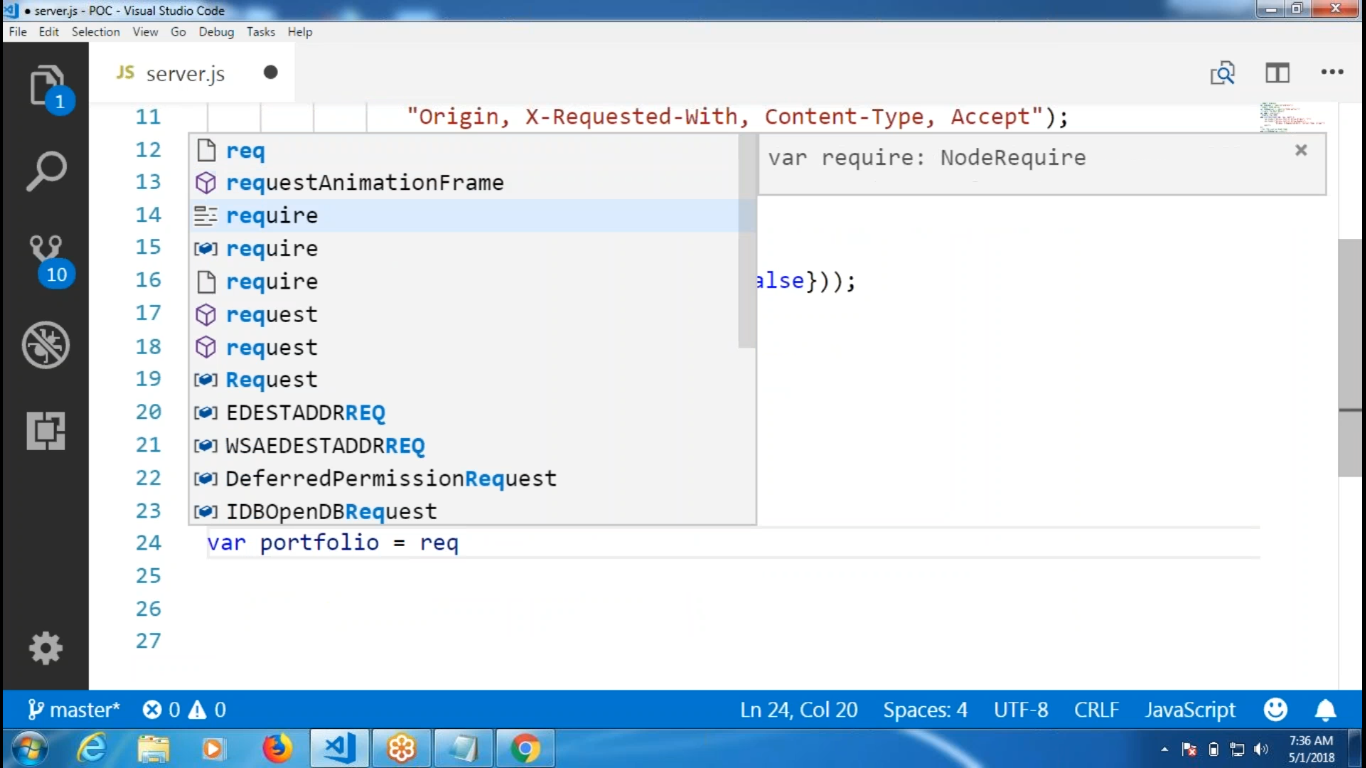 ● server.js - POC - Visual Studio Code
File Edit Selection View Go Debug Tasks Help
1
JS server.js ●
11 "Origin, X-Requested-With, Content-Type, Accept");
12 req
var require: NodeRequire
13 requestAnimationFrame
14 require
15 require
16 require alse}));
17 request
18 request
19 Request
20 EDESTADDRREQ
21 WSAEDESTADDRREQ
22 DeferredPermissionRequest
23 IDBOpenDBRequest
24 var portfolio = req
25
26
27
10
master* 0 0 Ln 24, Col 20 Spaces: 4 UTF-8 CRLF JavaScript
7:36 AM
5/1/2018